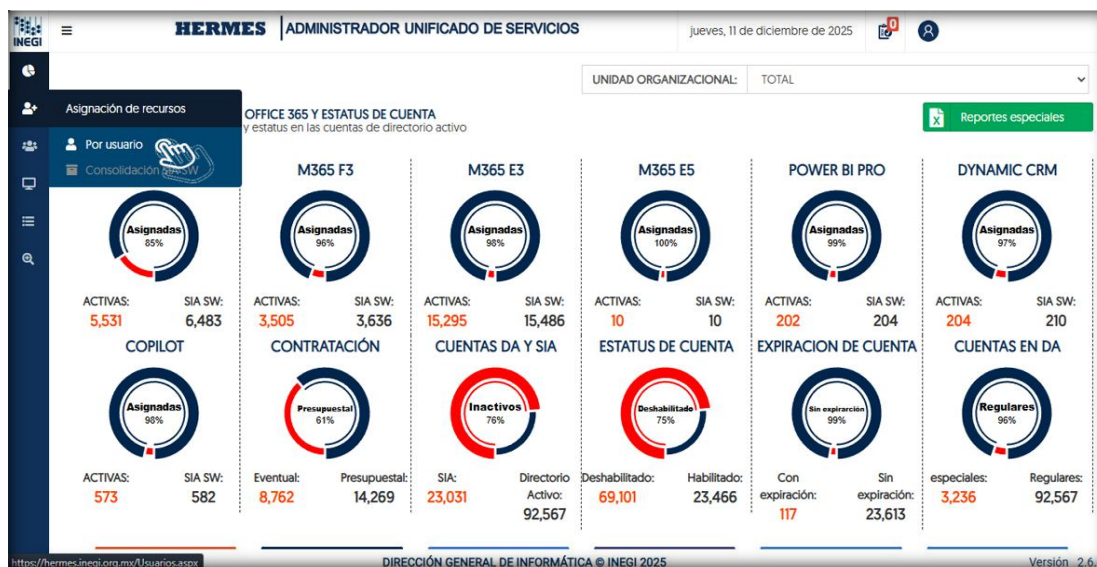 INEGI
HERMES ADMINISTRADOR UNIFICADO DE SERVICIOS
jueves, 11 de diciembre de 2025
0
UNIDAD ORGANIZACIONAL: TOTAL
Asignación de recursos
Por usuario
Consolidación SIA SW
OFFICE 365 Y ESTATUS DE CUENTA
y estatus en las cuentas de directorio activo
Reportes especiales
M365 F3 M365 E3 M365 E5 POWER BI PRO DYNAMIC CRM
Asignadas Asignadas Asignadas Asignadas Asignadas Asignadas
85% 96% 98% 100% 99% 97%
ACTIVAS: SIA SW: ACTIVAS: SIA SW: ACTIVAS: SIA SW: ACTIVAS: SIA SW: ACTIVAS: SIA SW: ACTIVAS: SIA SW:
5,531 6,483 3,505 3,636 15,295 15,486 10 10 202 204 204 210
COPILOT CONTRATACIÓN CUENTAS DA Y SIA ESTATUS DE CUENTA EXPIRACION DE CUENTA CUENTAS EN DA
Asignadas Presupuestal Inactivos Deshabilitado Sin expirarción Regulares
98% 61% 76% 75% 99% 96%
ACTIVAS: SIA SW: Eventual: Presupuestal: SIA: Directorio Deshabilitado: Habilitado: Con Sin especiales: Regulares:
573 582 8,762 14,269 23,031 Activo: 69,101 23,466 expiración: expiración: 3,236 92,567
92,567 117 23,613
https://hermes.inegi.org.mx/Usuarios.aspx
DIRECCIÓN GENERAL DE INFORMÁTICA © INEGI 2025
Versión 2.6.